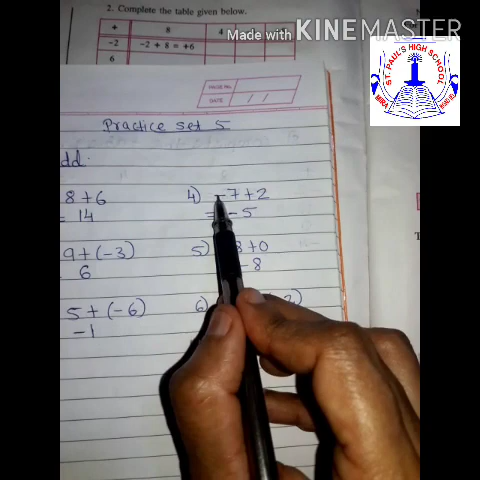 2. Complete the table given below.
+ 8 4
-2 -2 + 8 = +6
6
Made with KINEMASTER
ST. PAUL'S HIGH SCHOOL
PAGE No.
DATE / /
Practice set 5
dd.
8 + 6
= 14
4) -7 + 2
= -5
9 + (-3)
6
5) 8 + 0
- 8
5 + (-6)
-1
6)